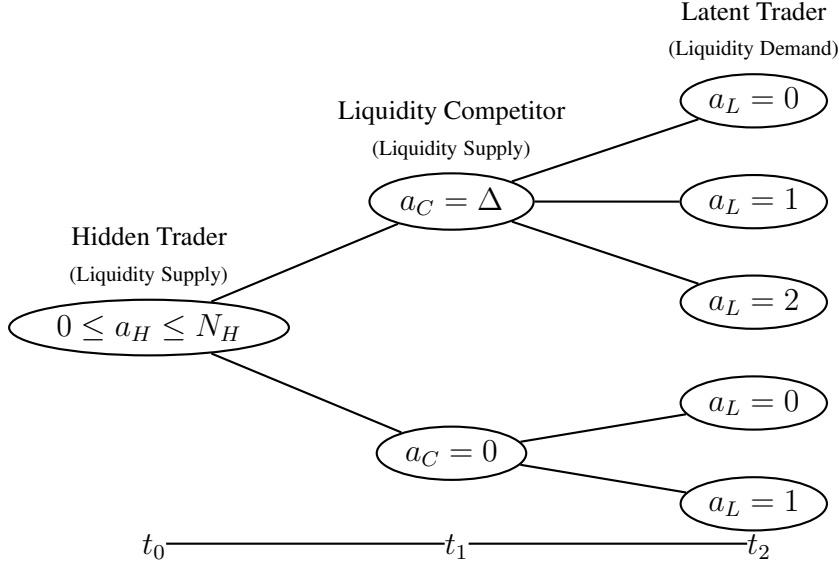 Latent Trader
(Liquidity Demand)
a_L = 0
Liquidity Competitor
(Liquidity Supply)
a_C = Δ
a_L = 1
Hidden Trader
(Liquidity Supply)
a_L = 2
0 ≤ a_H ≤ N_H
a_L = 0
a_C = 0
a_L = 1
t_0 t_1 t_2